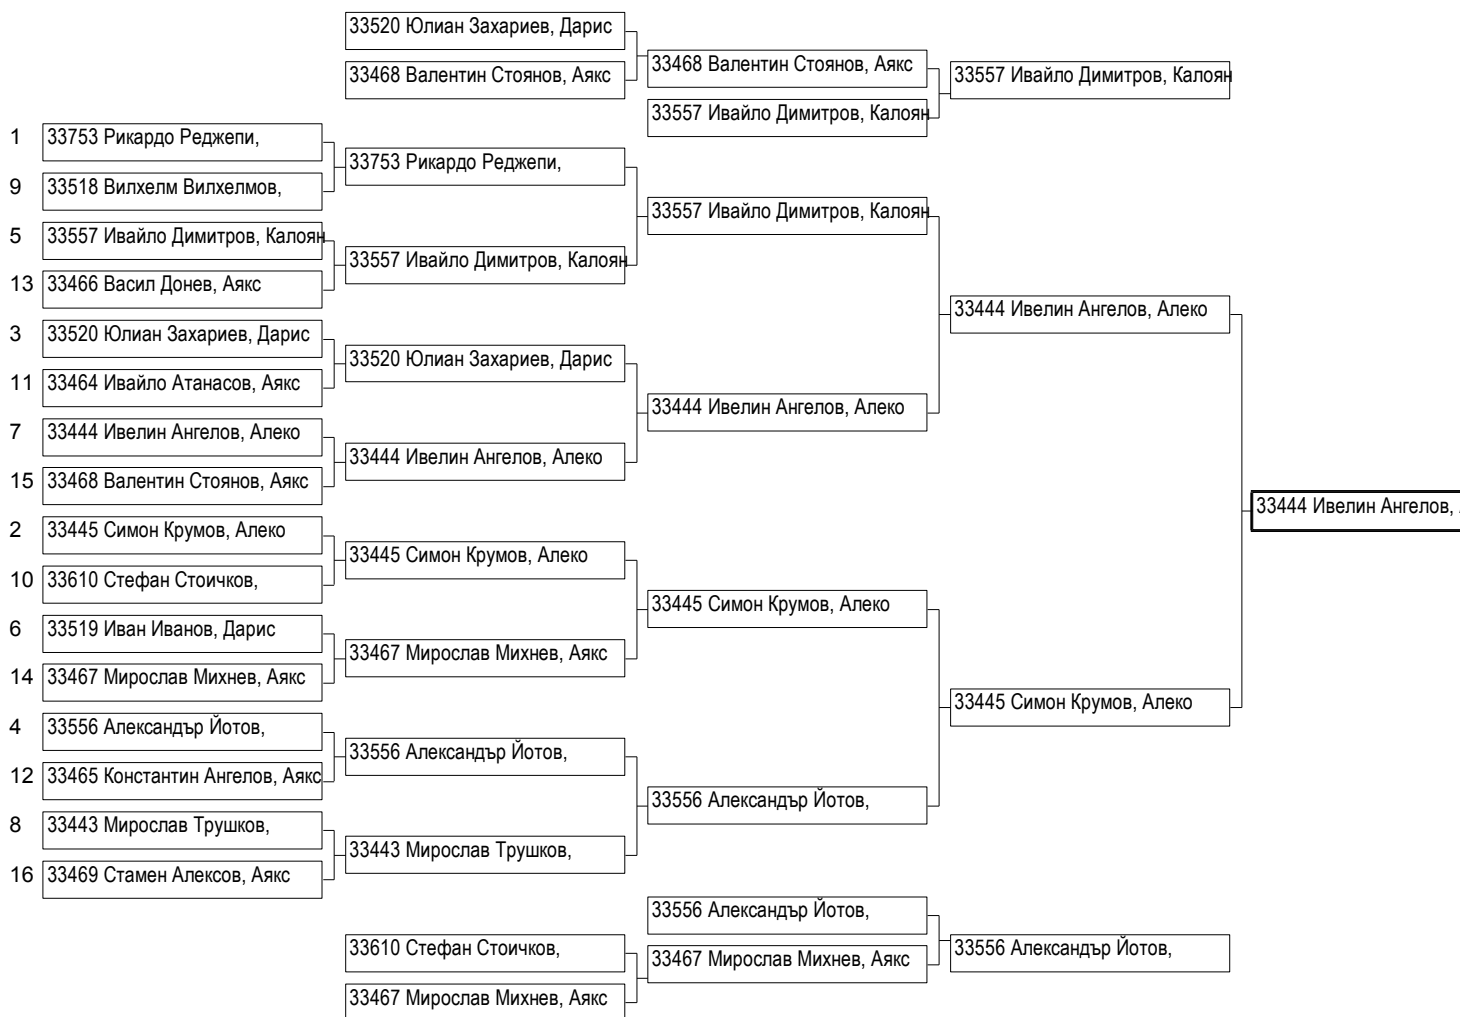 33520 Юлиан Захариев, Дарис
33468 Валентин Стоянов, Аякс
33468 Валентин Стоянов, Аякс
33557 Ивайло Димитров, Калоян
33557 Ивайло Димитров, Калоян
1 33753 Рикардо Реджепи,
9 33518 Вилхелм Вилхелмов,
5 33557 Ивайло Димитров, Калоян
13 33466 Васил Донев, Аякс
3 33520 Юлиан Захариев, Дарис
11 33464 Ивайло Атанасов, Аякс
7 33444 Ивелин Ангелов, Алеко
15 33468 Валентин Стоянов, Аякс
2 33445 Симон Крумов, Алеко
10 33610 Стефан Стоичков,
6 33519 Иван Иванов, Дарис
14 33467 Мирослав Михнев, Аякс
4 33556 Александър Йотов,
12 33465 Константин Ангелов, Аякс
8 33443 Мирослав Трушков,
16 33469 Стамен Алексов, Аякс
33753 Рикардо Реджепи,
33557 Ивайло Димитров, Калоян
33520 Юлиан Захариев, Дарис
33444 Ивелин Ангелов, Алеко
33445 Симон Крумов, Алеко
33467 Мирослав Михнев, Аякс
33556 Александър Йотов,
33443 Мирослав Трушков,
33557 Ивайло Димитров, Калоян
33444 Ивелин Ангелов, Алеко
33445 Симон Крумов, Алеко
33556 Александър Йотов,
33444 Ивелин Ангелов, Алеко
33445 Симон Крумов, Алеко
33444 Ивелин Ангелов,
33610 Стефан Стоичков,
33467 Мирослав Михнев, Аякс
33556 Александър Йотов,
33467 Мирослав Михнев, Аякс
33556 Александър Йотов,